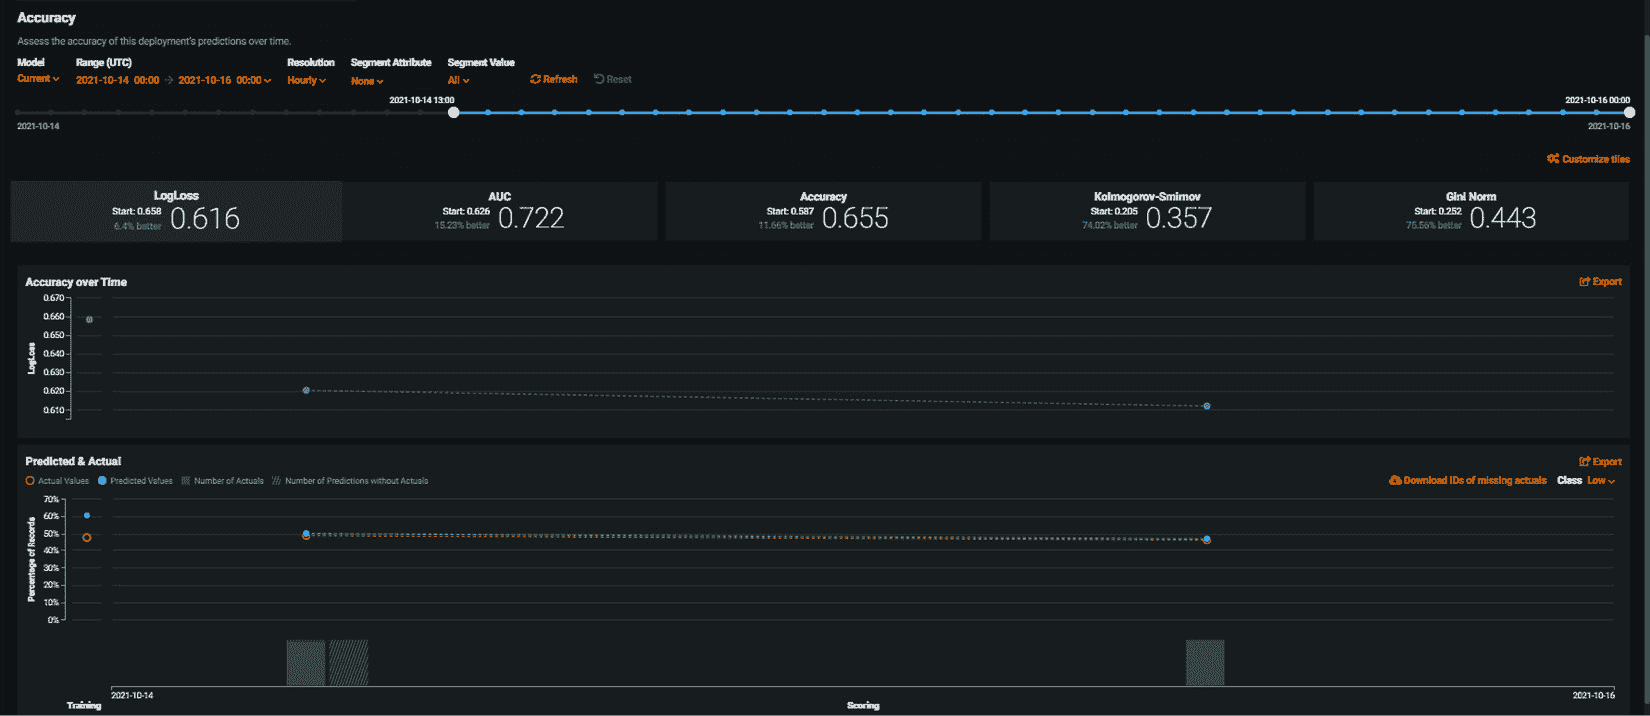 Accuracy
Assess the accuracy of this deployment's predictions over time.
Model Range (UTC) Resolution Segment Attribute Segment Value
Current 2021-10-14 00:00 → 2021-10-16 00:00 Hourly None All Refresh Reset
2021-10-14 13:00 2021-10-16 00:00
2021-10-14 2021-10-16
Customize tiles
LogLoss
Start: 0.658
6.4% better
0.616
AUC
Start: 0.626
15.23% better
0.722
Accuracy
Start: 0.587
11.66% better
0.655
Kolmogorov-Smirnov
Start: 0.205
74.02% better
0.357
Gini Norm
Start: 0.252
75.56% better
0.443
Accuracy over Time Export
LogLoss
0.670
0.660
0.650
0.640
0.630
0.620
0.610
Predicted & Actual Export
Actual Values Predicted Values Number of Actuals Number of Predictions without Actuals Download IDs of missing actuals Class Low
Percentage of Records
70%
60%
50%
40%
30%
20%
10%
0%
2021-10-14 2021-10-16
Training Scoring